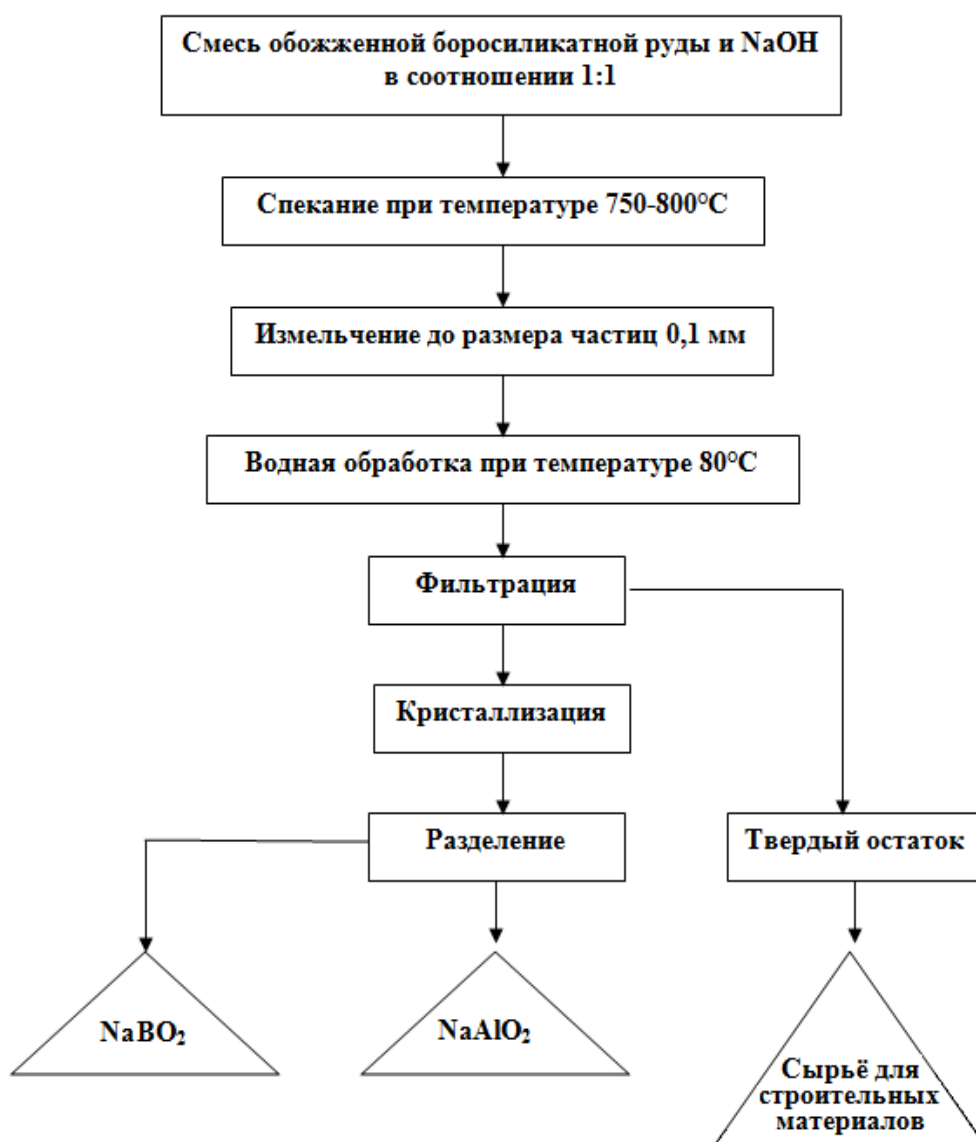 Смесь обожженной боросиликатной руды и NaOH
в соотношении 1:1
Спекание при температуре 750-800°С
Измельчение до размера частиц 0,1 мм
Водная обработка при температуре 80°С
Фильтрация
Кристаллизация
Разделение
Твердый остаток
NaBO₂
NaAlO₂
Сырьё для
строительных
материалов